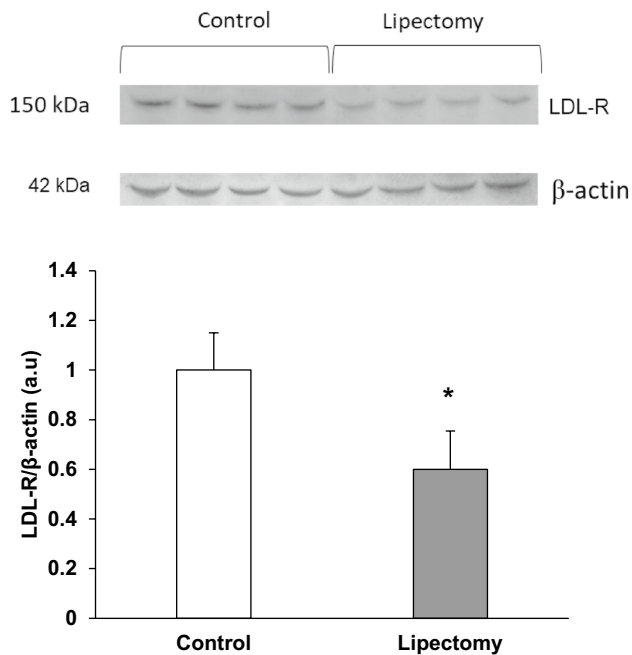 Control Lipectomy
150 kDa LDL-R
42 kDa β-actin
1.4
1.2
1
0.8
0.6
0.4
0.2
0
LDL-R/β-actin (a.u)
*
Control Lipectomy